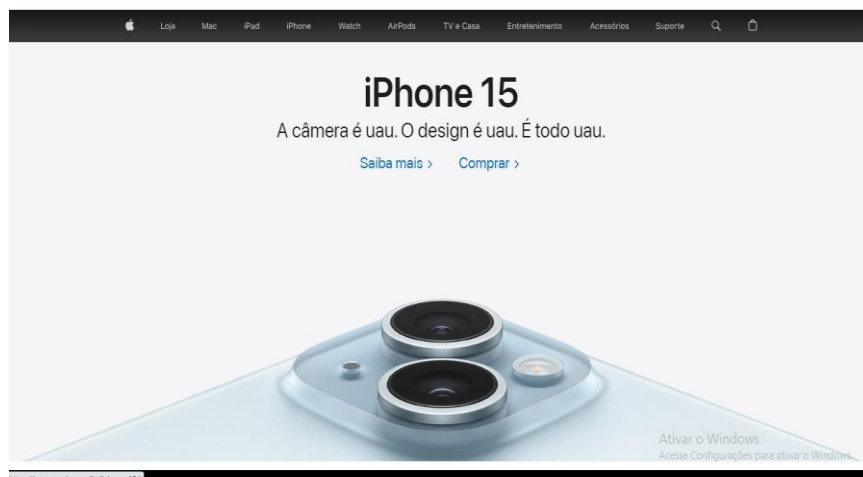 Loja Mac iPad iPhone Watch AirPods TV e Casa Entretenimento Acessórios Suporte
iPhone 15
A câmera é uau. O design é uau. É todo uau.
Saiba mais > Comprar >
Ativar o Windows
Acesse Configurações para ativar o Windows.